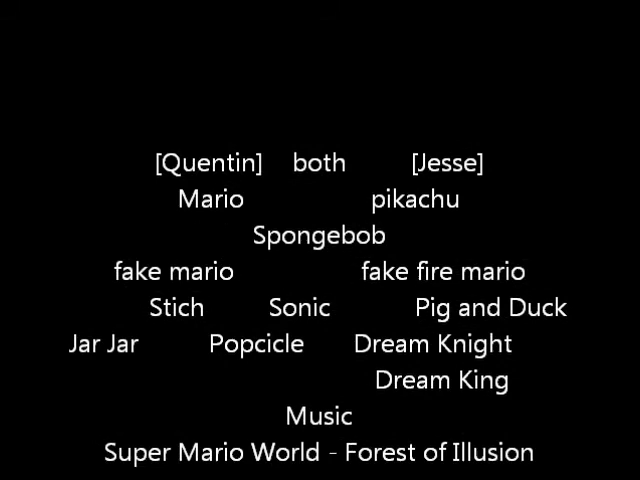 [Quentin] both [Jesse]
Mario pikachu
Spongebob
fake mario fake fire mario
Stich Sonic Pig and Duck
Jar Jar Popcicle Dream Knight
Dream King
Music
Super Mario World - Forest of Illusion